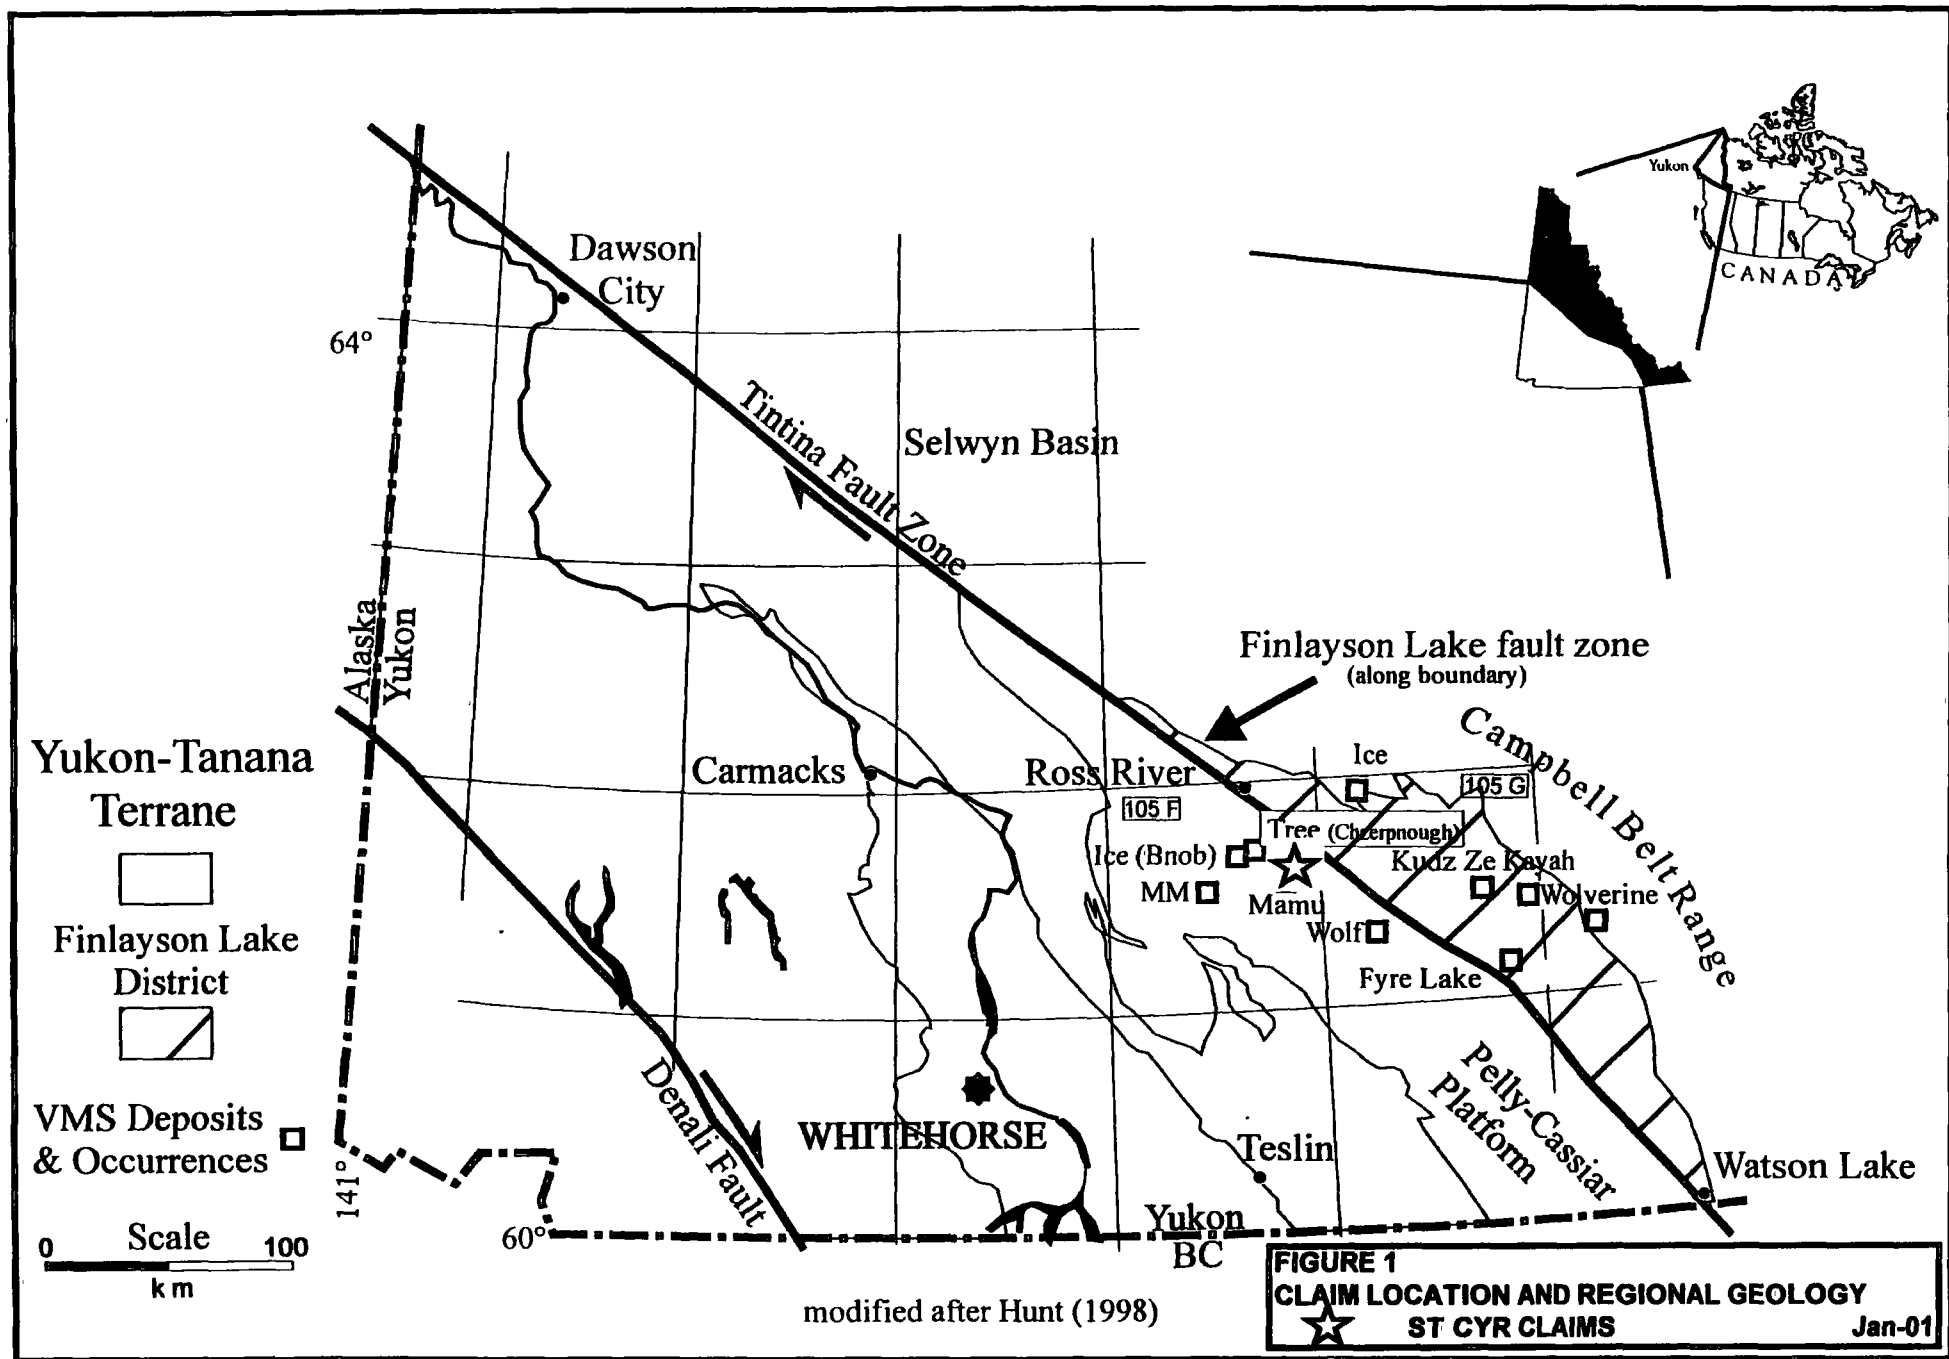 Yukon
CANADA
Dawson
City
64°
Tintina Fault Zone
Selwyn Basin
Alaska
Yukon
Finlayson Lake fault zone
(along boundary)
Campbell Belt Range
Yukon-Tanana
Terrane
Carmacks
Ross River
Ice
105 G
105 F
Tree (Cheerpnough)
Ice (Bnob)
Kudz Ze Kayah
MM
Mamu
Wolverine
Wolf
Finlayson Lake
District
Fyre Lake
Pelly-Cassiar
Platform
Denali Fault
VMS Deposits
& Occurrences
WHITEHORSE
Teslin
Watson Lake
141°
60°
Yukon
BC
Scale
0 100
km
modified after Hunt (1998)
FIGURE 1
CLAIM LOCATION AND REGIONAL GEOLOGY
ST CYR CLAIMS Jan-01